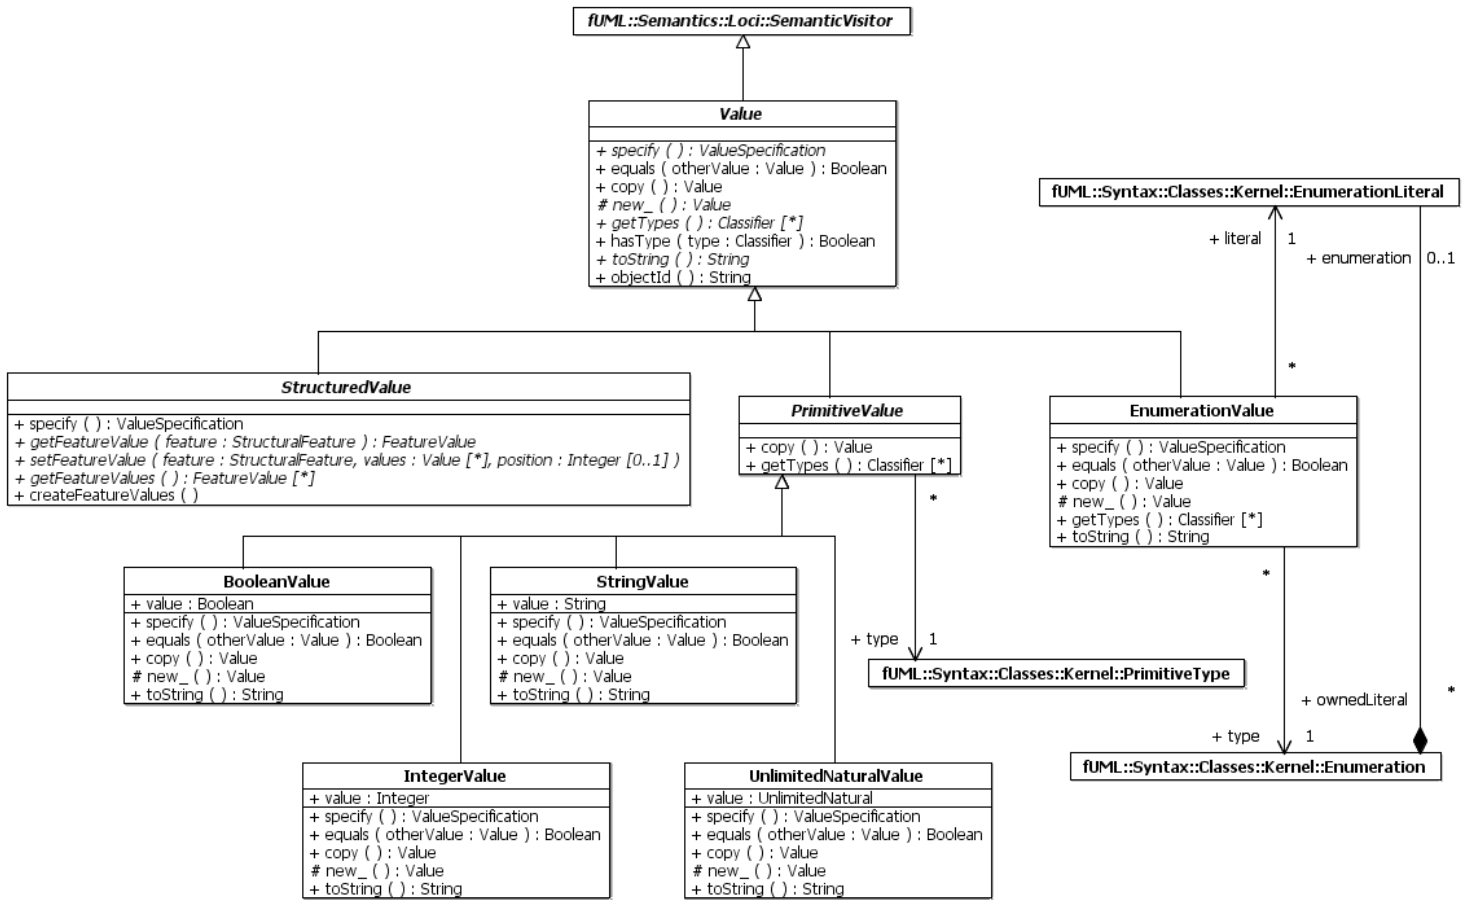 fUML::Semantics::Loci::SemanticVisitor
Value
+ specify ( ) : ValueSpecification
+ equals ( otherValue : Value ) : Boolean
+ copy ( ) : Value
# new_ ( ) : Value
+ getTypes ( ) : Classifier [*]
+ hasType ( type : Classifier ) : Boolean
+ toString ( ) : String
+ objectId ( ) : String
fUML::Syntax::Classes::Kernel::EnumerationLiteral
+ literal 1
+ enumeration 0..1
*
StructuredValue
+ specify ( ) : ValueSpecification
+ getFeatureValue ( feature : StructuralFeature ) : FeatureValue
+ setFeatureValue ( feature : StructuralFeature, values : Value [*], position : Integer [0..1] )
+ getFeatureValues ( ) : FeatureValue [*]
+ createFeatureValues ( )
PrimitiveValue
+ copy ( ) : Value
+ getTypes ( ) : Classifier [*]
*
EnumerationValue
+ specify ( ) : ValueSpecification
+ equals ( otherValue : Value ) : Boolean
+ copy ( ) : Value
# new_ ( ) : Value
+ getTypes ( ) : Classifier [*]
+ toString ( ) : String
*
BooleanValue
+ value : Boolean
+ specify ( ) : ValueSpecification
+ equals ( otherValue : Value ) : Boolean
+ copy ( ) : Value
# new_ ( ) : Value
+ toString ( ) : String
StringValue
+ value : String
+ specify ( ) : ValueSpecification
+ equals ( otherValue : Value ) : Boolean
+ copy ( ) : Value
# new_ ( ) : Value
+ toString ( ) : String
+ type 1
fUML::Syntax::Classes::Kernel::PrimitiveType
+ ownedLiteral *
+ type 1
fUML::Syntax::Classes::Kernel::Enumeration
IntegerValue
+ value : Integer
+ specify ( ) : ValueSpecification
+ equals ( otherValue : Value ) : Boolean
+ copy ( ) : Value
# new_ ( ) : Value
+ toString ( ) : String
UnlimitedNaturalValue
+ value : UnlimitedNatural
+ specify ( ) : ValueSpecification
+ equals ( otherValue : Value ) : Boolean
+ copy ( ) : Value
# new_ ( ) : Value
+ toString ( ) : String